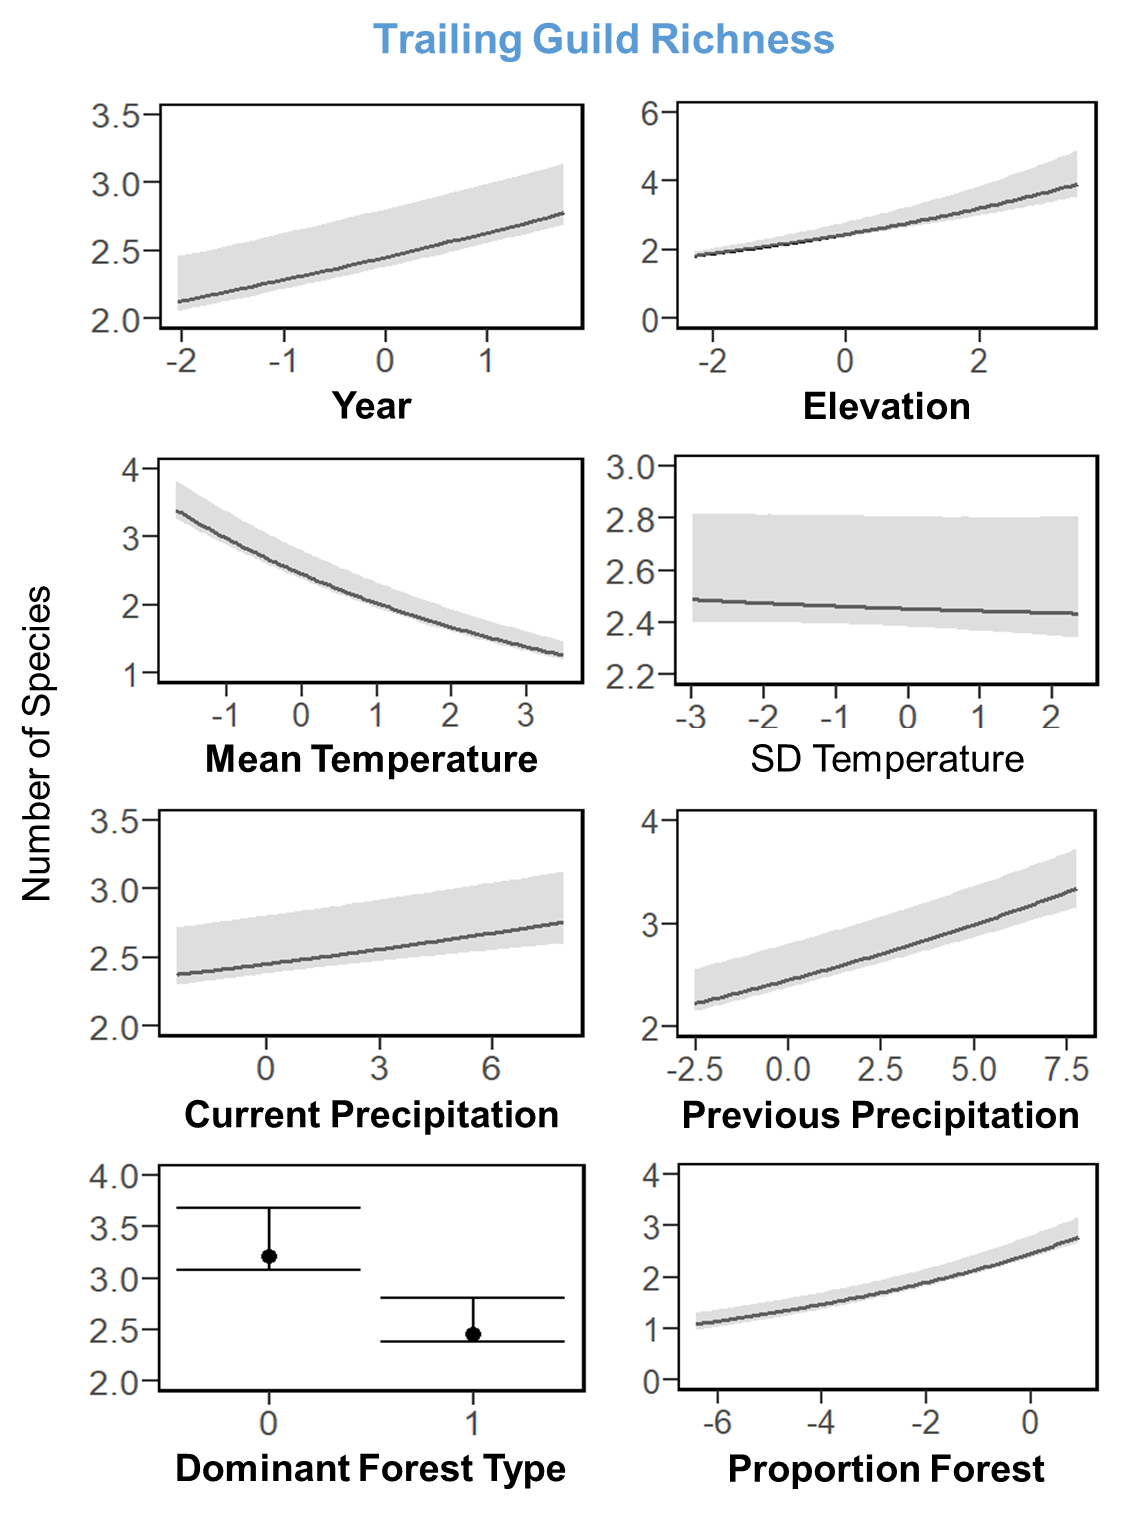 Trailing Guild Richness
Number of Species
3.5
3.0
2.5
2.0
-2 -1 0 1
Year
6
4
2
0
-2 0 2
Elevation
4
3
2
1
-1 0 1 2 3
Mean Temperature
3.0
2.8
2.6
2.4
2.2
-3 -2 -1 0 1 2
SD Temperature
3.5
3.0
2.5
2.0
0 3 6
Current Precipitation
4
3
2
-2.5 0.0 2.5 5.0 7.5
Previous Precipitation
4.0
3.5
3.0
2.5
2.0
0 1
Dominant Forest Type
4
3
2
1
0
-6 -4 -2 0
Proportion Forest